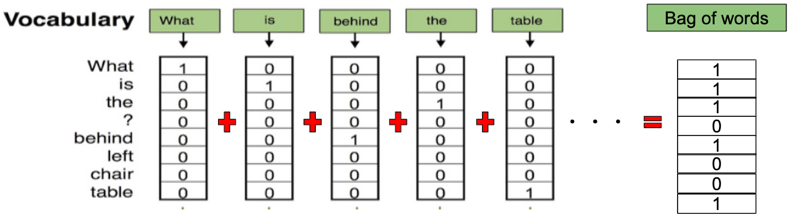 Vocabulary What is behind the table Bag of words
What 1 0 0 0 0 1
is 0 1 0 0 0 1
the 0 0 0 1 0 1
? 0 + 0 + 0 + 0 + 0 . . . = 0
behind 0 0 1 0 0 1
left 0 0 0 0 0 0
chair 0 0 0 0 0 0
table 0 0 0 0 1 1
. . . . . .